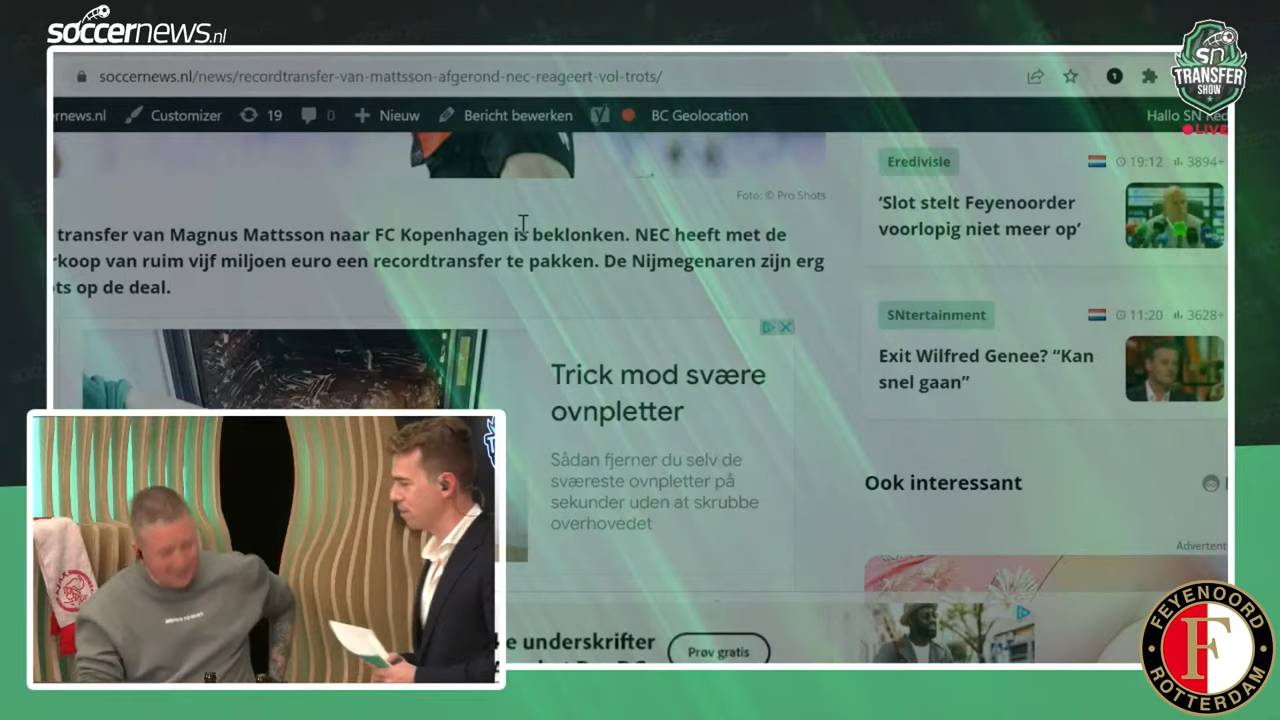 soccernews.nl
sn
TRANSFER
SHOW
soccernews.nl/news/recordtransfer-van-mattsson-afgerond-nec-reageert-vol-trots/
1
ernews.nl Customizer 19 0 Nieuw Bericht bewerken BC Geolocation Hallo SN Red
LIVE
Foto: © Pro Shots
transfer van Magnus Mattsson naar FC Kopenhagen is beklonken. NEC heeft met de
rkoop van ruim vijf miljoen euro een recordtransfer te pakken. De Nijmegenaren zijn erg
ts op de deal.
Trick mod svære
ovnpletter
Sådan fjerner du selv de
sværeste ovnpletter på
sekunder uden at skrubbe
overhovedet
e underskrifter
Prøv gratis
Eredivisie 19:12 3894+
‘Slot stelt Feyenoorder
voorlopig niet meer op’
SNtertainment 11:20 3628+
Exit Wilfred Genee? “Kan
snel gaan”
Ook interessant
Advertent
FEYENOORD
F
ROTTERDAM